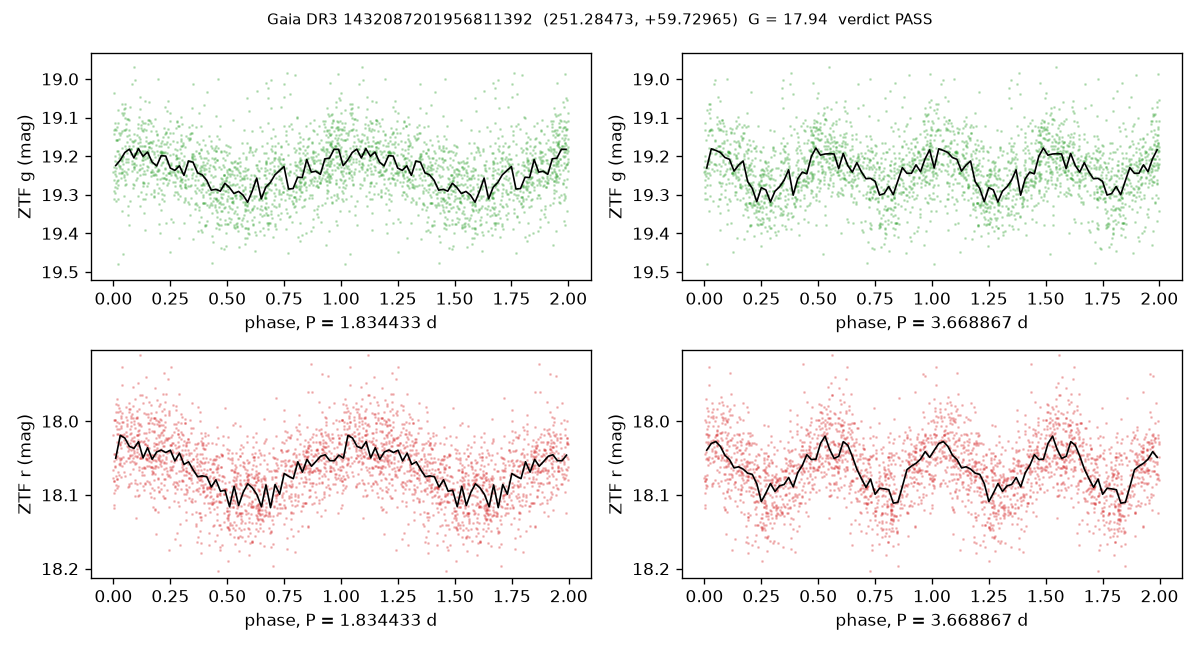 Gaia DR3 1432087201956811392  (251.28473, +59.72965)  G = 17.94  verdict PASS
ZTF g (mag)
19.0
19.1
19.2
19.3
19.4
19.5
0.00 0.25 0.50 0.75 1.00 1.25 1.50 1.75 2.00
phase, P = 1.834433 d
ZTF g (mag)
19.0
19.1
19.2
19.3
19.4
19.5
0.00 0.25 0.50 0.75 1.00 1.25 1.50 1.75 2.00
phase, P = 3.668867 d
ZTF r (mag)
18.0
18.1
18.2
0.00 0.25 0.50 0.75 1.00 1.25 1.50 1.75 2.00
phase, P = 1.834433 d
ZTF r (mag)
18.0
18.1
18.2
0.00 0.25 0.50 0.75 1.00 1.25 1.50 1.75 2.00
phase, P = 3.668867 d